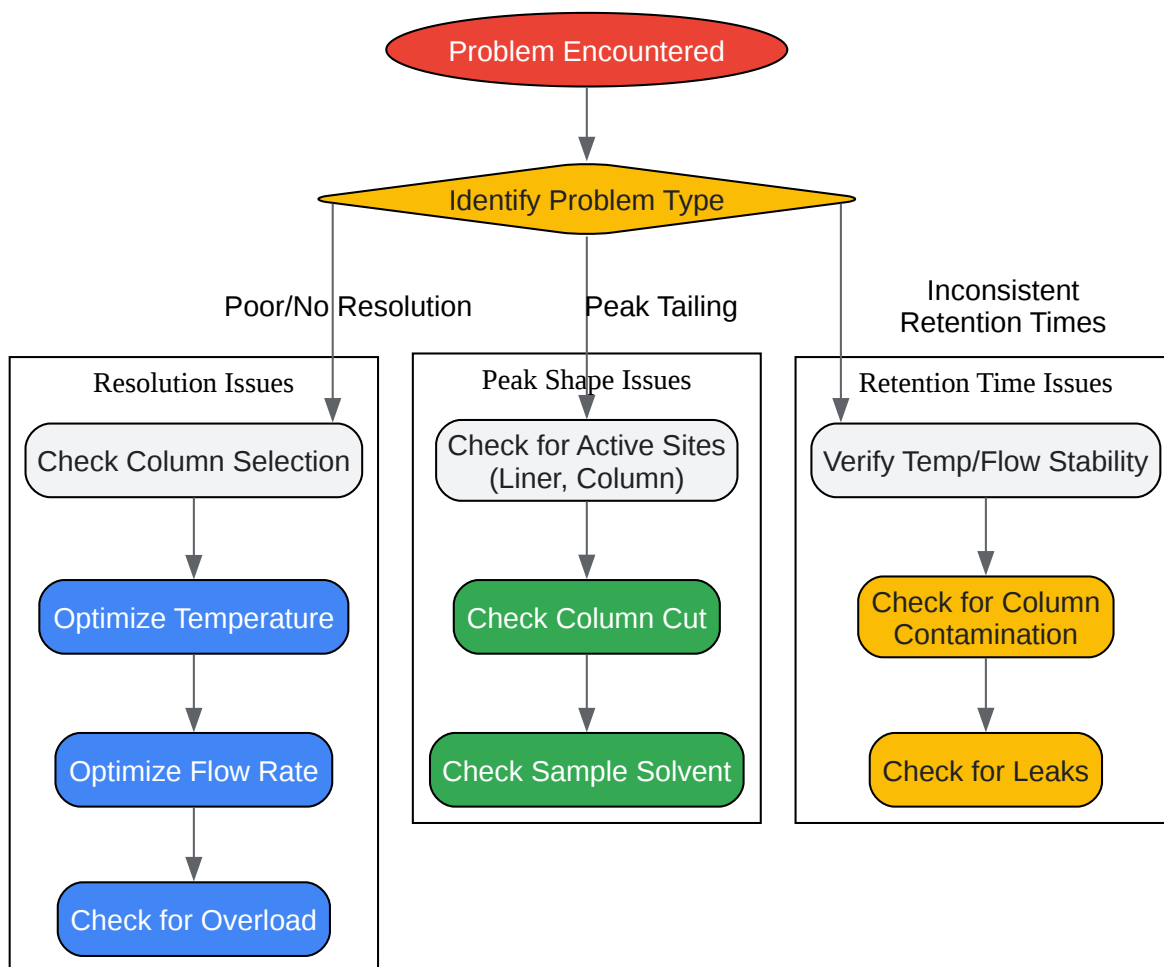 Problem Encountered
Identify Problem Type
Poor/No Resolution
Peak Tailing
Inconsistent
Retention Times
Resolution Issues
Check Column Selection
Optimize Temperature
Optimize Flow Rate
Check for Overload
Peak Shape Issues
Check for Active Sites
(Liner, Column)
Check Column Cut
Check Sample Solvent
Retention Time Issues
Verify Temp/Flow Stability
Check for Column
Contamination
Check for Leaks